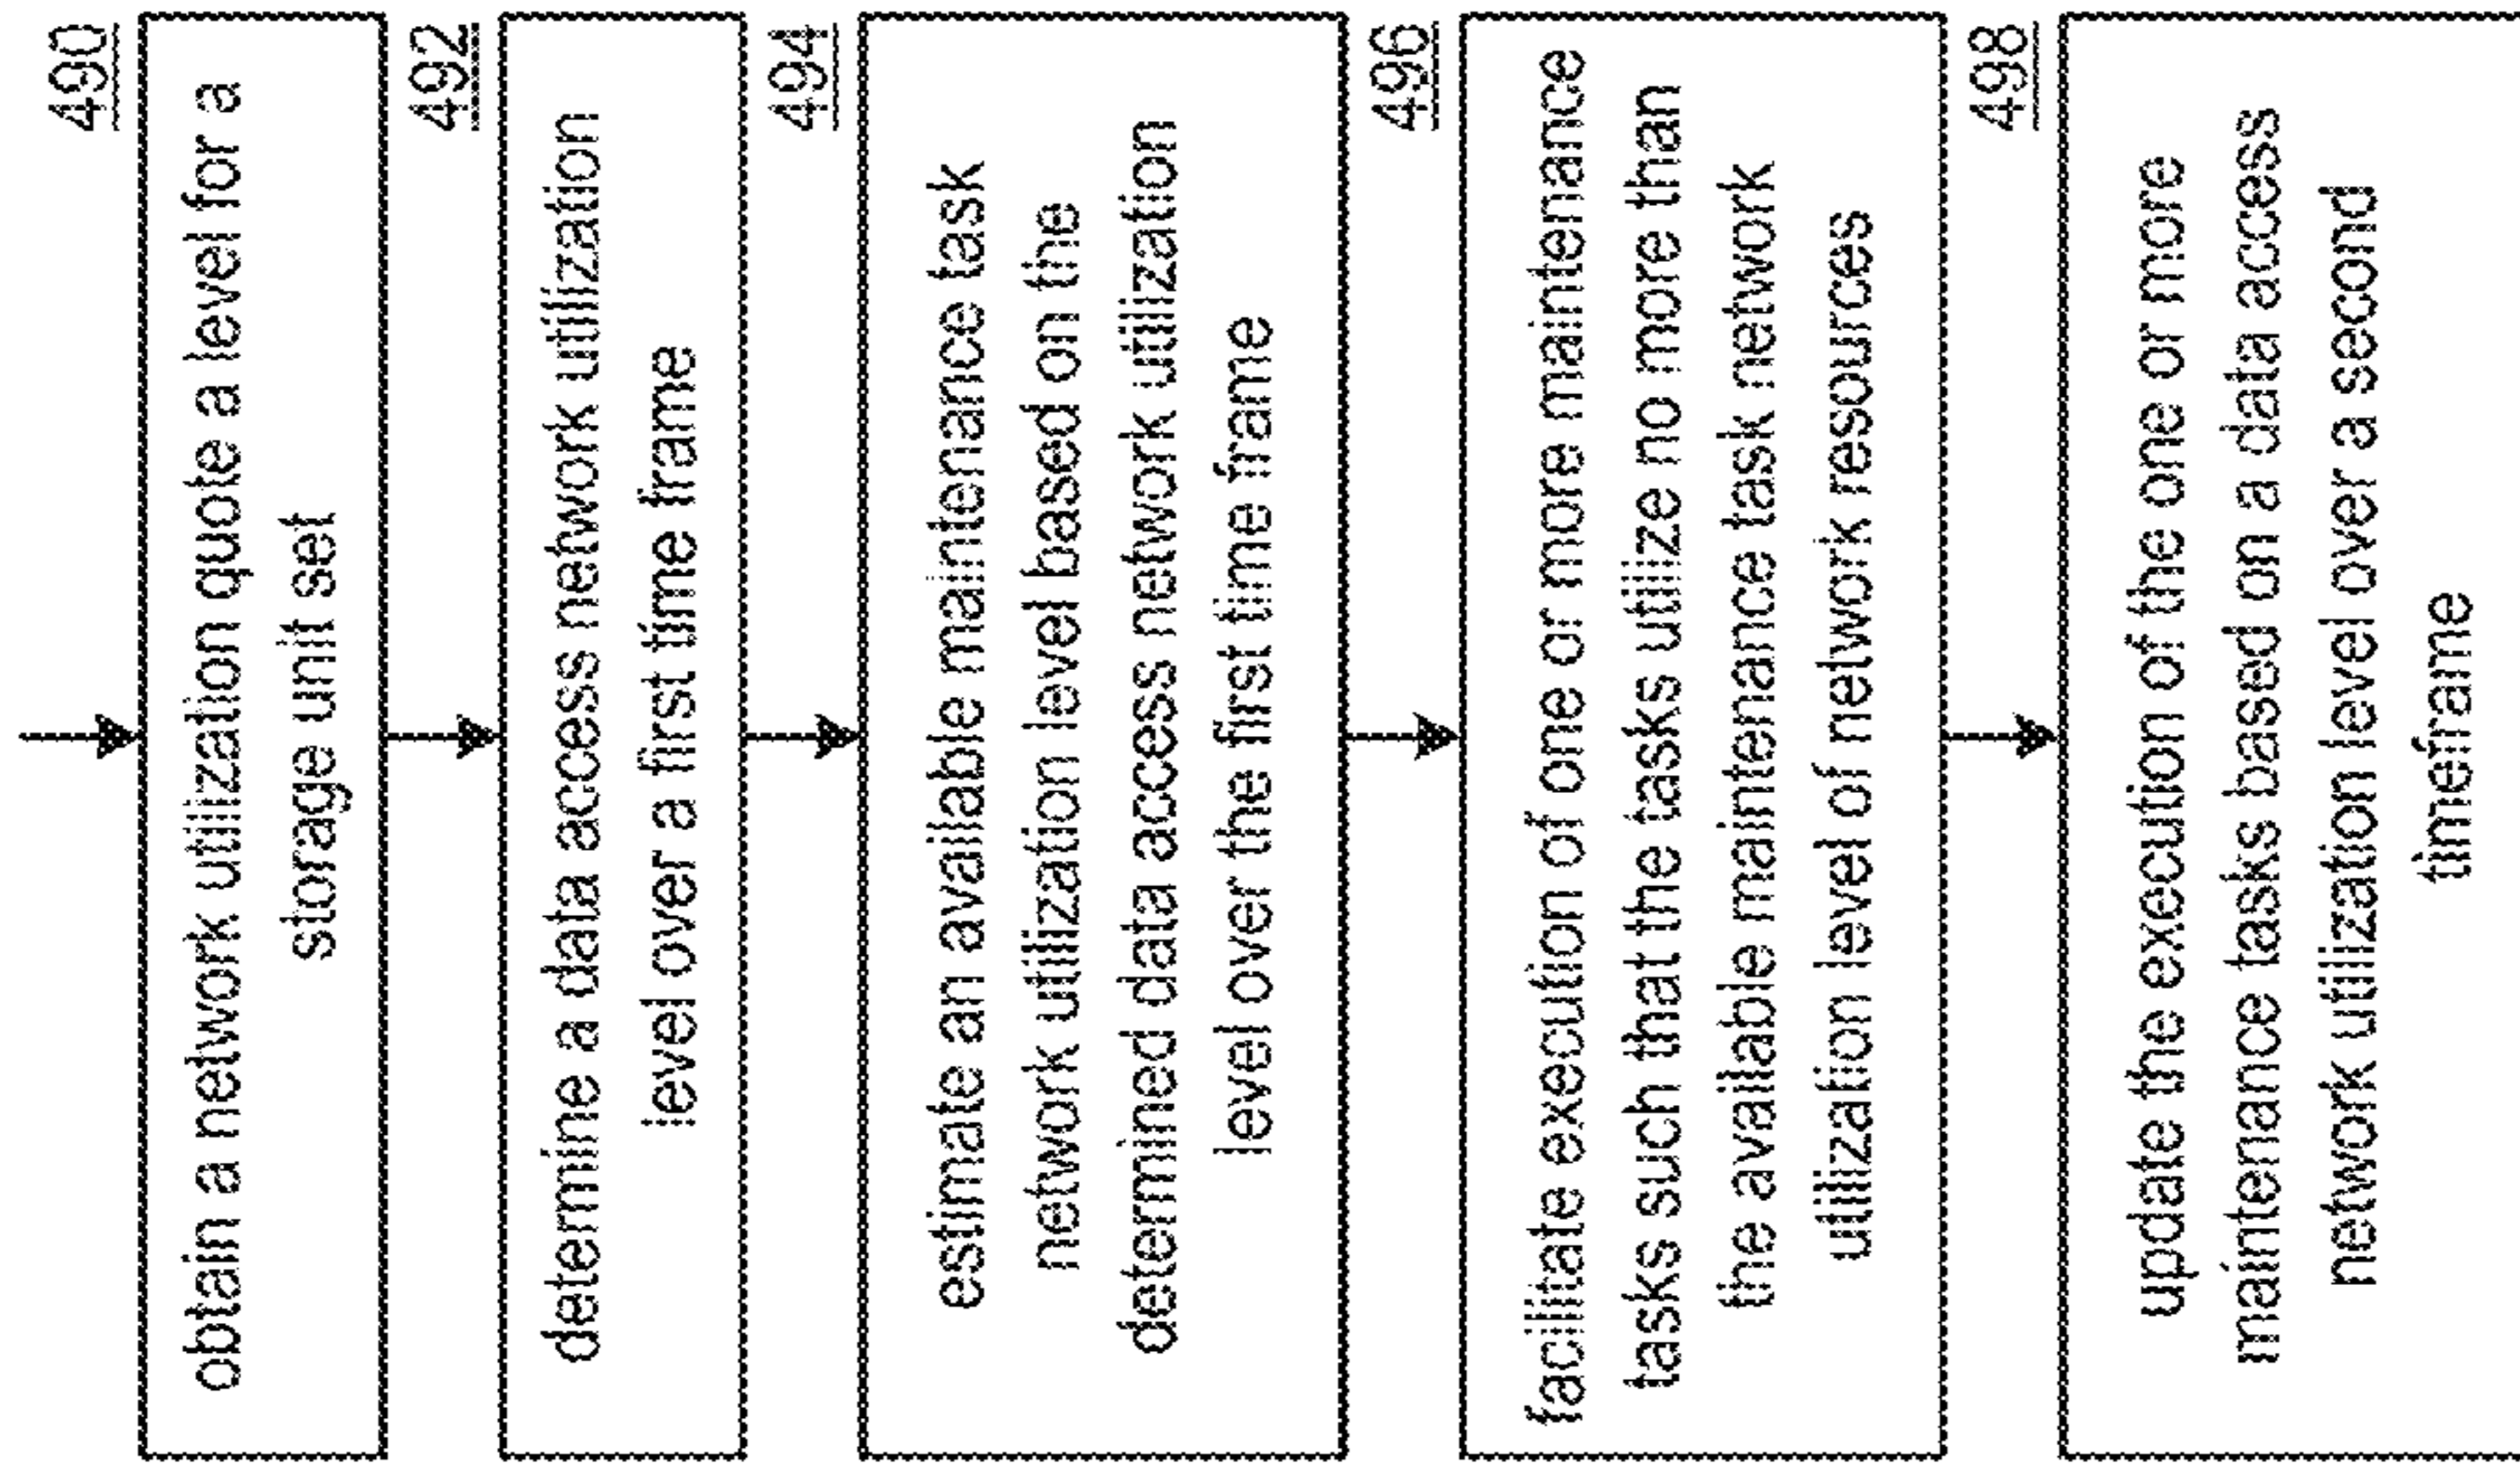 490
obtain a network utilization quote a level for a
storage unit set
492
determine a data access network utilization
level over a first time frame
494
estimate an available maintenance task
network utilization level based on the
determined data access network utilization
level over the first time frame
496
facilitate execution of one or more maintenance
tasks such that the tasks utilize no more than
the available maintenance task network
utilization level of network resources
498
update the execution of the one or more
maintenance tasks based on a data access
network utilization level over a second
timeframe